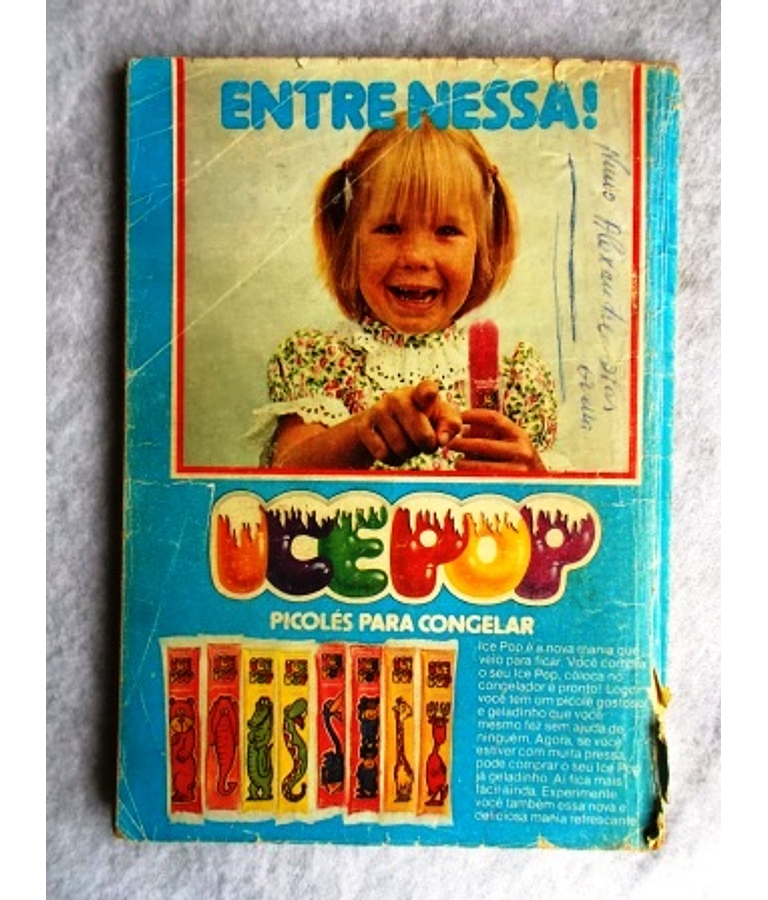 ENTRE NESSA!
Alexandre Dias
ICE POP
PICOLÉS PARA CONGELAR
Ice Pop é a nova mania que
veio para ficar. Você compra
o seu Ice Pop, coloca no
congelador e pronto! Logo
você tem um picolé gostoso
e geladinho que você
mesmo fez sem ajuda de
ninguém. Agora, se você
estiver com muita pressa,
pode comprar o seu Ice Pop
já geladinho. Aí fica mais
fácil ainda. Experimente
você também essa nova e
deliciosa mania refrescante.